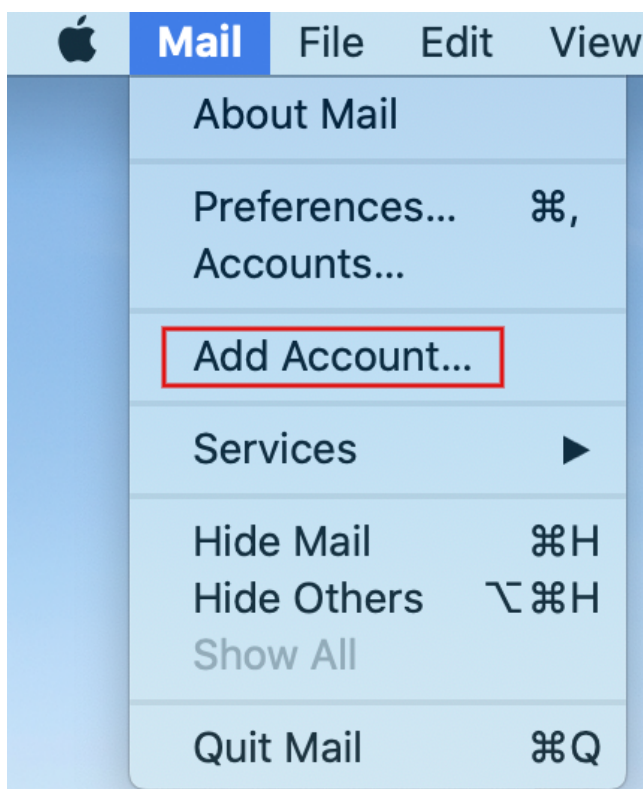 Mail File Edit View
About Mail
Preferences... ⌘,
Accounts...
Add Account...
Services ▶
Hide Mail ⌘H
Hide Others ⌥⌘H
Show All
Quit Mail ⌘Q